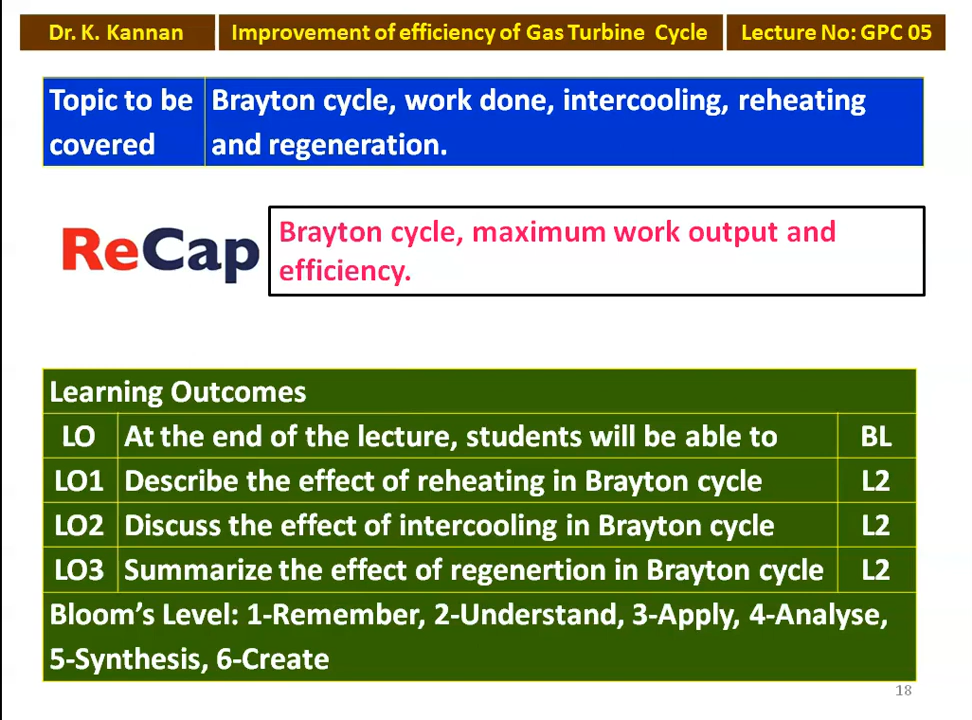 Dr. K. Kannan
Improvement of efficiency of Gas Turbine Cycle
Lecture No: GPC 05
Topic to be covered
Brayton cycle, work done, intercooling, reheating
and regeneration.
ReCap
Brayton cycle, maximum work output and
efficiency.
Learning Outcomes
LO At the end of the lecture, students will be able to BL
LO1 Describe the effect of reheating in Brayton cycle L2
LO2 Discuss the effect of intercooling in Brayton cycle L2
LO3 Summarize the effect of regenertion in Brayton cycle L2
Bloom's Level: 1-Remember, 2-Understand, 3-Apply, 4-Analyse,
5-Synthesis, 6-Create
18